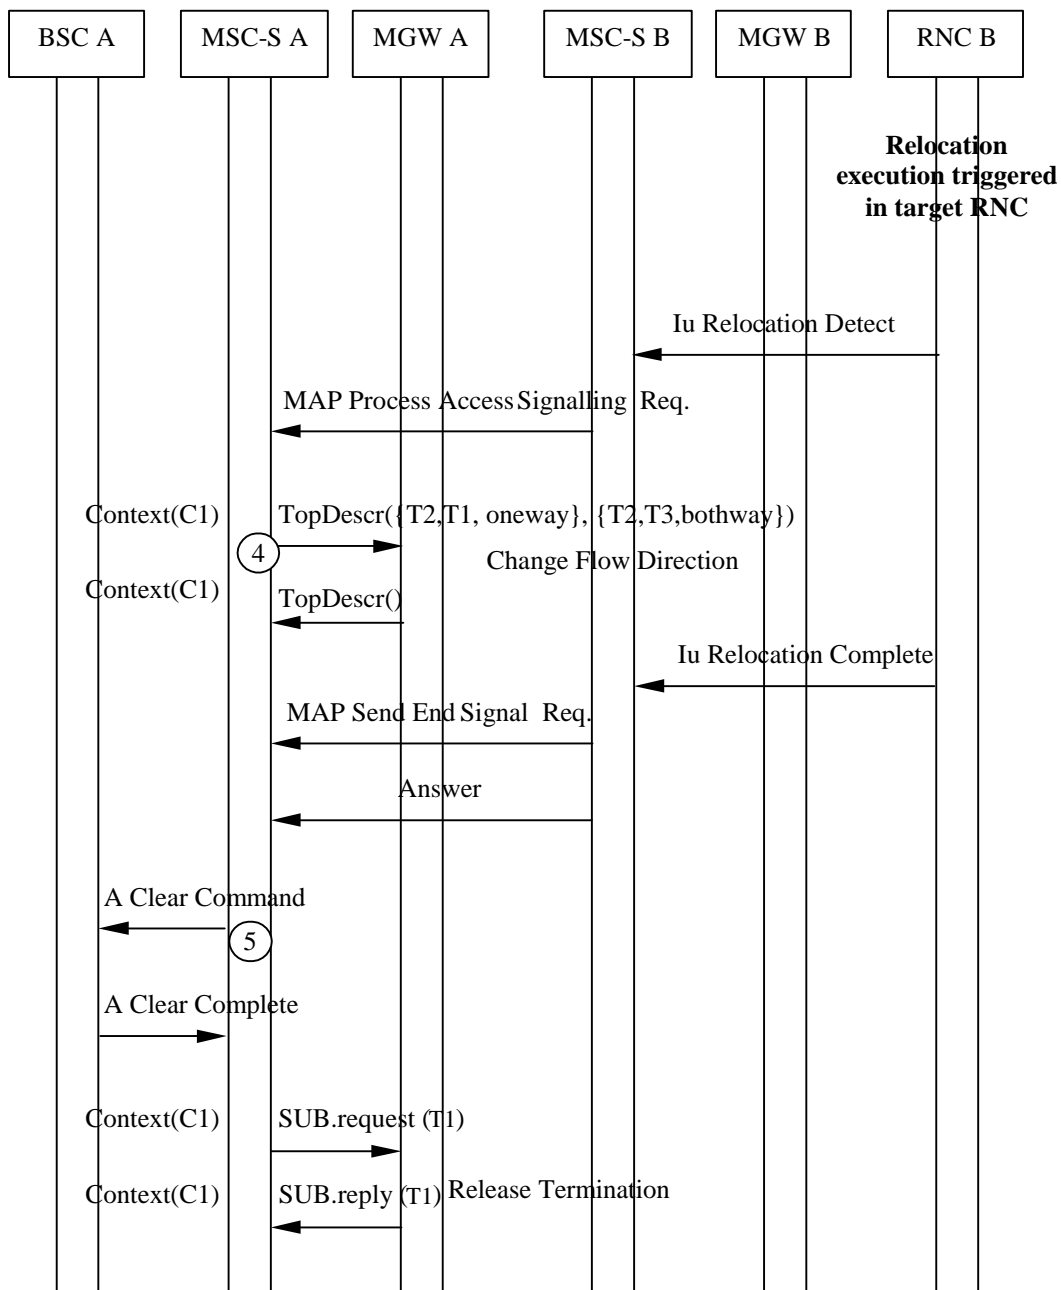 BSC A
MSC-S A
MGW A
MSC-S B
MGW B
RNC B
Relocation
execution triggered
in target RNC
Iu Relocation Detect
MAP Process Access Signalling Req.
Context(C1)
TopDescr({T2,T1, oneway}, {T2,T3,bothway})
4
Change Flow Direction
Context(C1)
TopDescr()
Iu Relocation Complete
MAP Send End Signal Req.
Answer
A Clear Command
5
A Clear Complete
Context(C1)
SUB.request (T1)
Context(C1)
SUB.reply (T1)
Release Termination